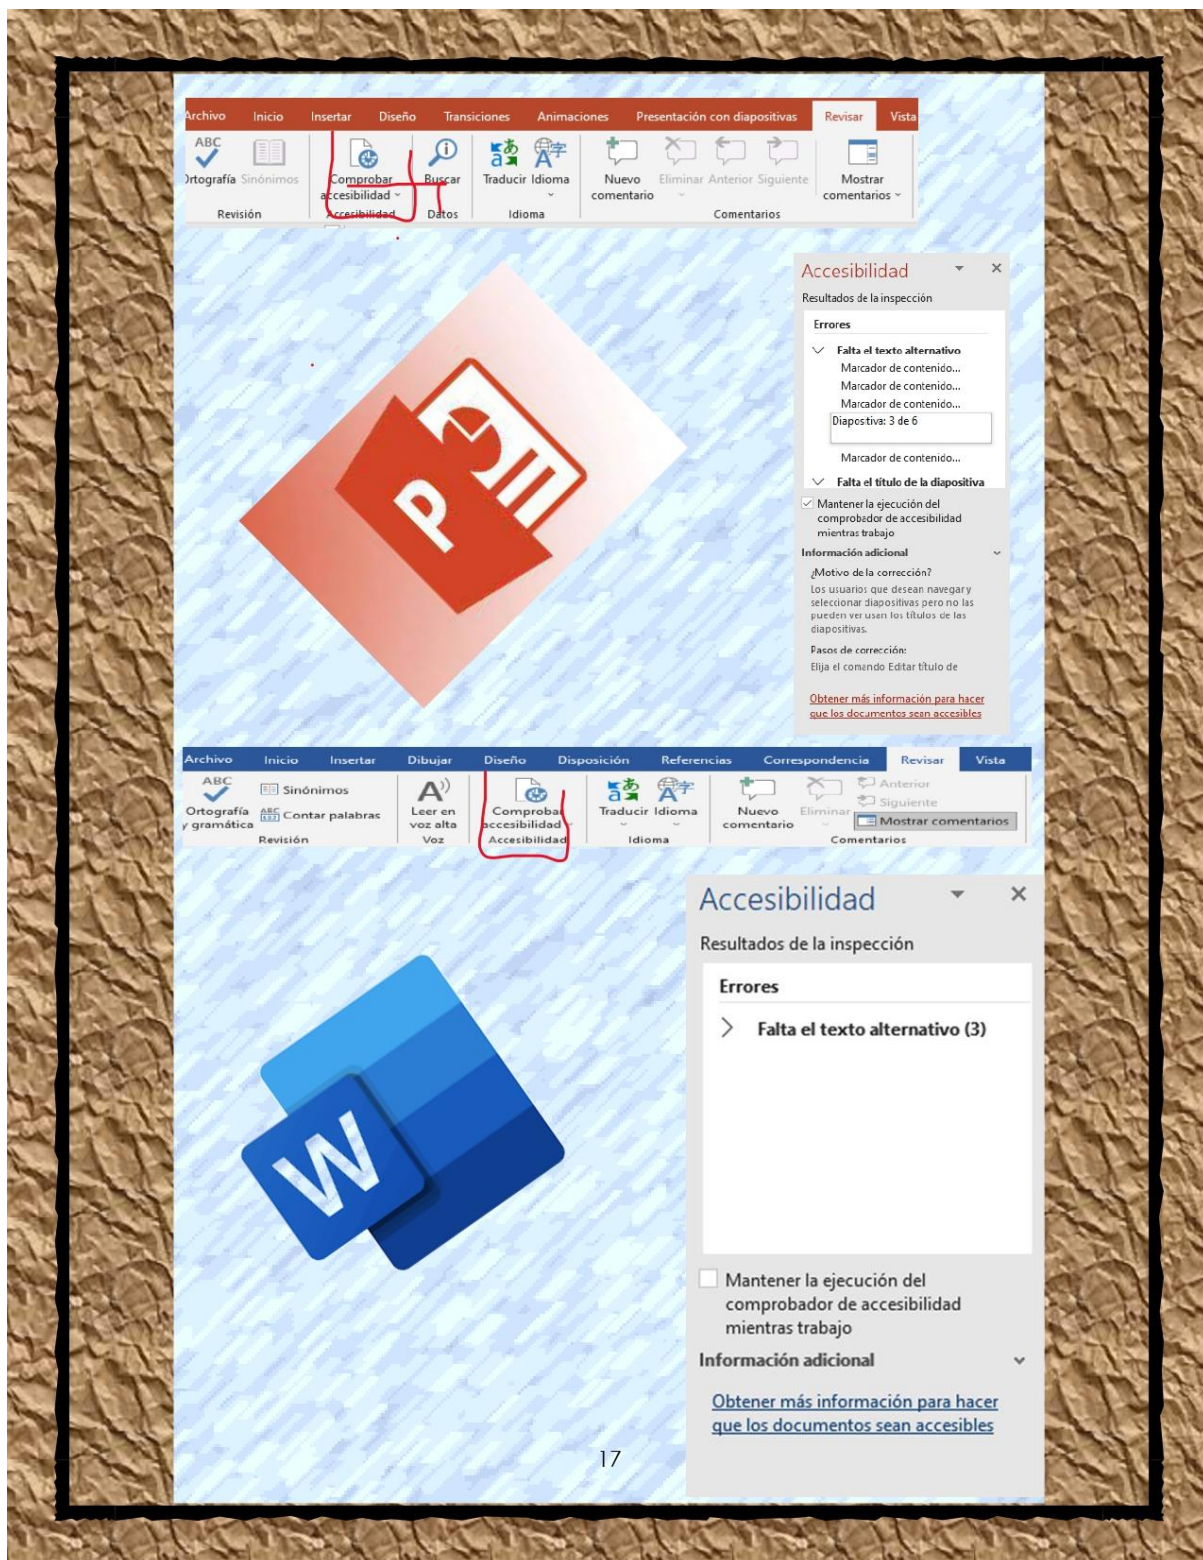 Archivo Inicio Insertar Diseño Transiciones Animaciones Presentación con diapositivas Revisar Vista
ABC
Ortografía Sinónimos Comprobar accesibilidad Buscar Traducir Idioma Nuevo comentario Eliminar Anterior Siguiente Mostrar comentarios
Revisión Accesibilidad Datos Idioma Comentarios
Accesibilidad
Resultados de la inspección
Errores
Falta el texto alternativo
Marcador de contenido...
Marcador de contenido...
Marcador de contenido...
Diapositiva: 3 de 6
Marcador de contenido...
Falta el título de la diapositiva
Mantener la ejecución del
comprobador de accesibilidad
mientras trabajo
Información adicional
¿Motivo de la corrección?
Los usuarios que desean navegar y
seleccionar diapositivas pero no las
pueden ver usan los títulos de las
diapositivas.
Pasos de corrección:
Elija el comando Editar título de
Obtener más información para hacer
que los documentos sean accesibles
P
Archivo Inicio Insertar Dibujar Diseño Disposición Referencias Correspondencia Revisar Vista
ABC
Ortografía y gramática Sinónimos Contar palabras Leer en voz alta Comprobar accesibilidad Traducir Idioma Nuevo comentario Eliminar Anterior Siguiente Mostrar comentarios
Revisión Voz Accesibilidad Idioma Comentarios
Accesibilidad
Resultados de la inspección
Errores
Falta el texto alternativo (3)
W
Mantener la ejecución del
comprobador de accesibilidad
mientras trabajo
Información adicional
Obtener más información para hacer
que los documentos sean accesibles
17